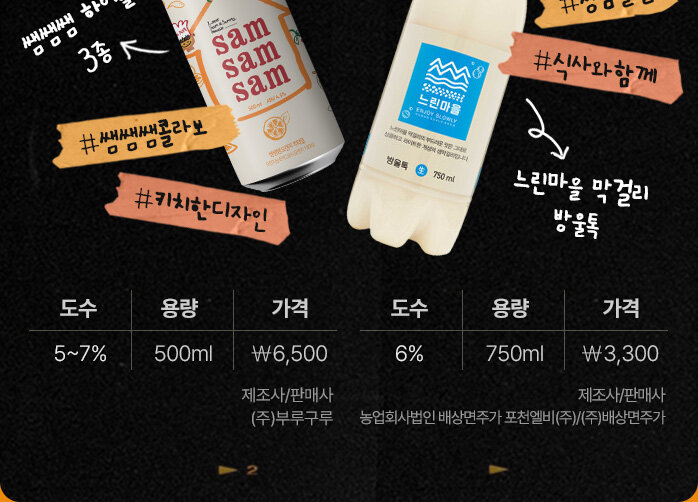 쌤쌤쌤 하이볼
3종
#쌤쌤쌤콜라보
#키치한디자인
sam
sam
sam
#식사와함께
느린마을
ENJOY SLOWLY
방울톡 生 750 ml
느린마을 막걸리
방울톡
도수 용량 가격
5~7% 500ml ₩6,500
제조사/판매사
(주)부루구루
도수 용량 가격
6% 750ml ₩3,300
제조사/판매사
농업회사법인 배상면주가 포천엘비(주)/(주)배상면주가
2